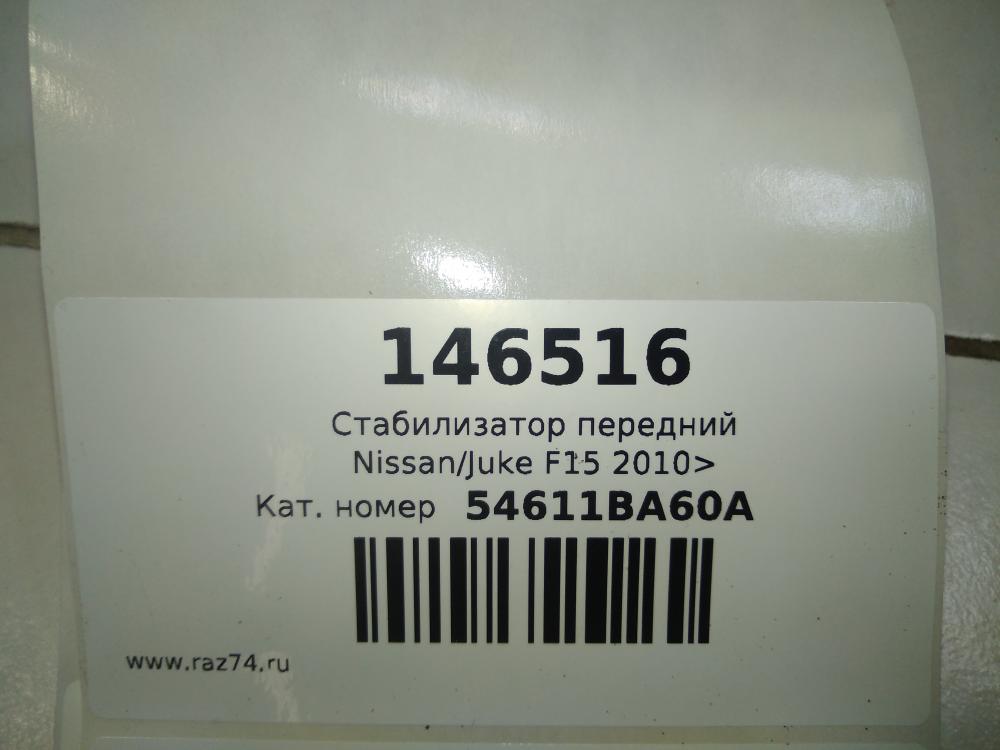 146516
Стабилизатор передний
Nissan/Juke F15 2010>
Кат. номер 54611BA60A
www.raz74.ru